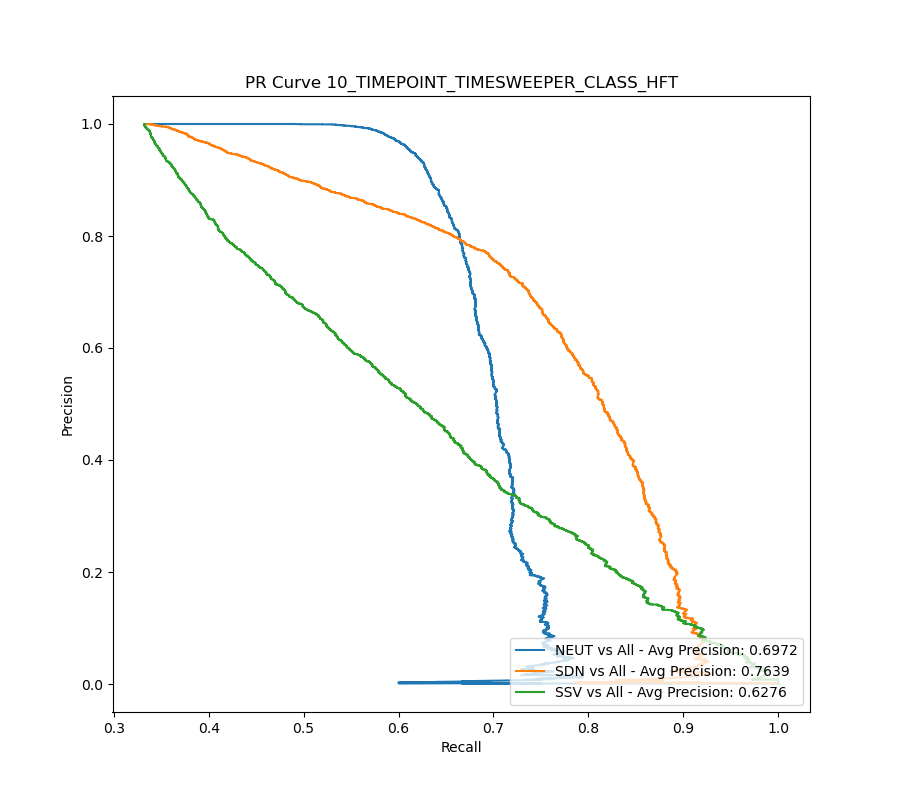 PR Curve 10_TIMEPOINT_TIMESWEEPER_CLASS_HFT
1.0
0.8
0.6
0.4
0.2
0.0
Precision
NEUT vs All - Avg Precision: 0.6972
SDN vs All - Avg Precision: 0.7639
SSV vs All - Avg Precision: 0.6276
0.3 0.4 0.5 0.6 0.7 0.8 0.9 1.0
Recall